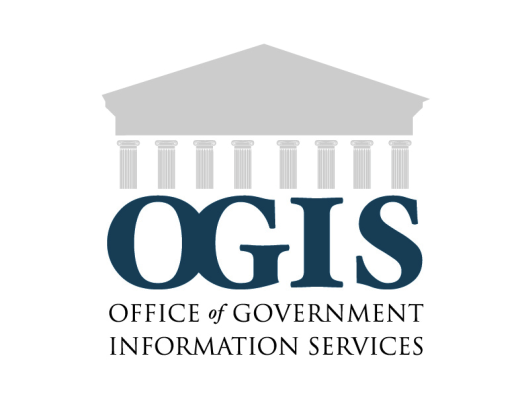 OGIS
OFFICE of GOVERNMENT
INFORMATION SERVICES